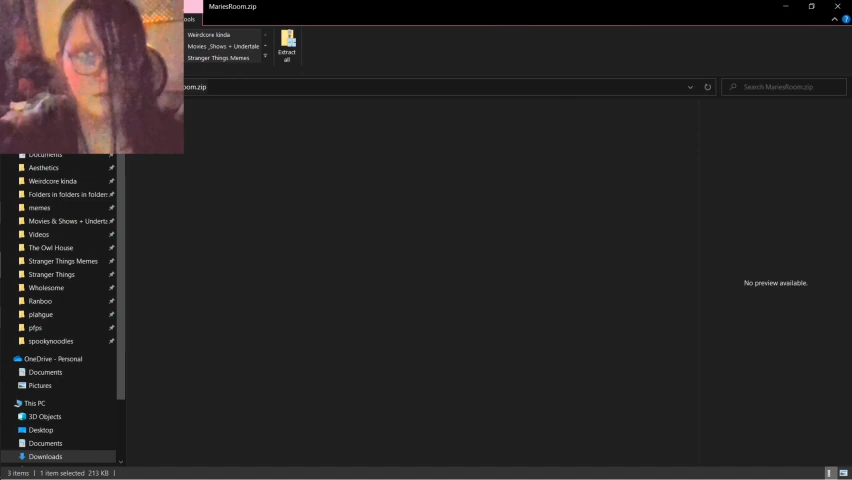 ools
MariesRoom.zip
Weirdcore kinda
Movies ,Shows + Undertale
Stranger Things Memes
Extract
all
oom.zip
Search MariesRoom.zip
Documents
Aesthetics
Weirdcore kinda
Folders in folders in folders
memes
Movies & Shows + Underta
Videos
The Owl House
Stranger Things Memes
Stranger Things
Wholesome
Ranboo
plahgue
pfps
spookynoodles
OneDrive - Personal
Documents
Pictures
This PC
3D Objects
Desktop
Documents
Downloads
No preview available.
3 items
1 item selected 213 KB